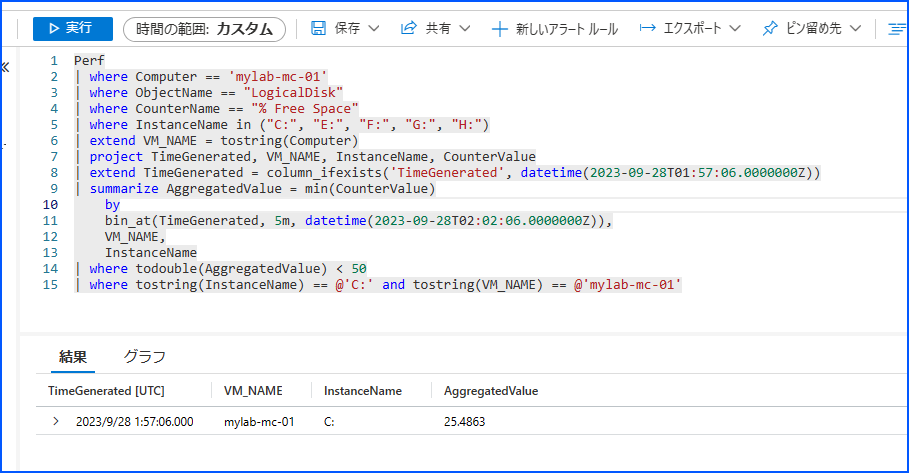 実行 時間の範囲: カスタム 保存 共有 新しいアラート ルール エクスポート ピン留め先
1 Perf
2 | where Computer == 'mylab-mc-01'
3 | where ObjectName == "LogicalDisk"
4 | where CounterName == "% Free Space"
5 | where InstanceName in ("C:", "E:", "F:", "G:", "H:")
6 | extend VM_NAME = tostring(Computer)
7 | project TimeGenerated, VM_NAME, InstanceName, CounterValue
8 | extend TimeGenerated = column_ifexists('TimeGenerated', datetime(2023-09-28T01:57:06.0000000Z))
9 | summarize AggregatedValue = min(CounterValue)
10 by
11 bin_at(TimeGenerated, 5m, datetime(2023-09-28T02:02:06.0000000Z)),
12 VM_NAME,
13 InstanceName
14 | where todouble(AggregatedValue) < 50
15 | where tostring(InstanceName) == @'C:' and tostring(VM_NAME) == @'mylab-mc-01'
結果 グラフ
TimeGenerated [UTC] VM_NAME InstanceName AggregatedValue
2023/9/28 1:57:06.000 mylab-mc-01 C: 25.4863